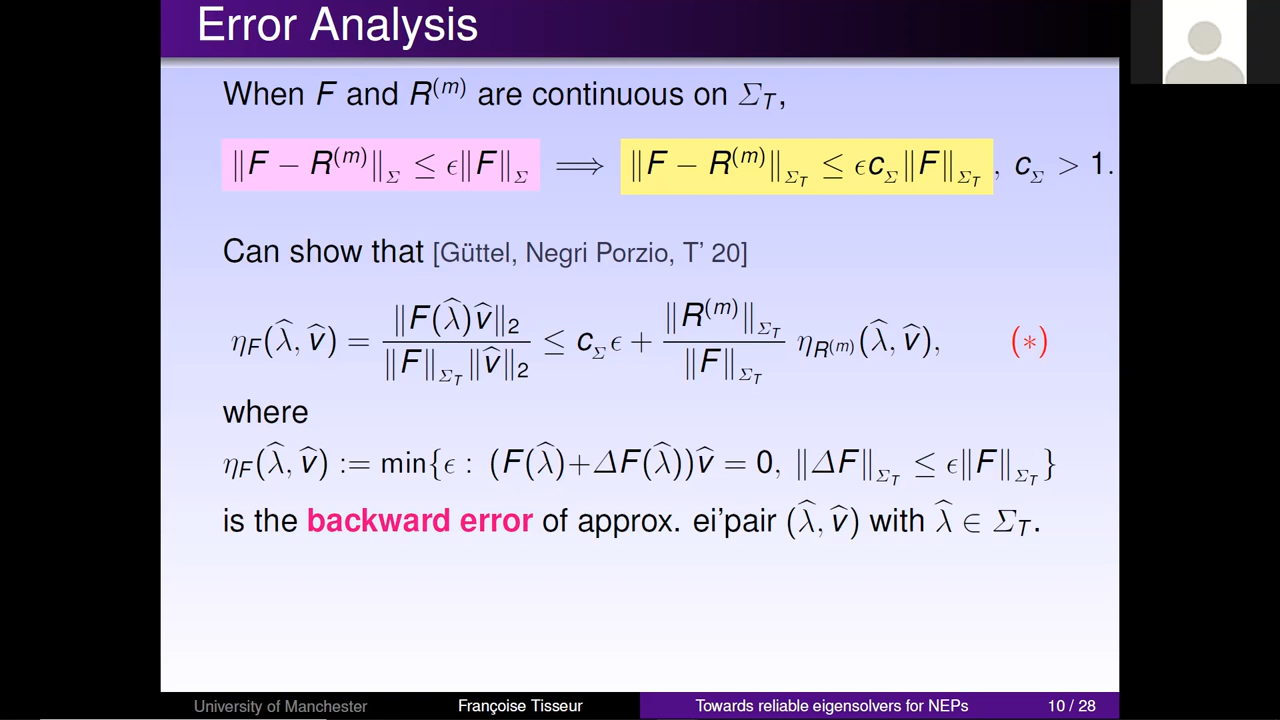 Error Analysis
When F and R^(m) are continuous on Σ_T,
‖F − R^(m)‖_Σ ≤ ϵ‖F‖_Σ ⟹ ‖F − R^(m)‖_{Σ_T} ≤ ϵc_Σ‖F‖_{Σ_T}, c_Σ > 1.
Can show that [Güttel, Negri Porzio, T' 20]
η_F(λ̂, v̂) = ‖F(λ̂)v̂‖_2 / (‖F‖_{Σ_T}‖v̂‖_2) ≤ c_Σ ϵ + (‖R^(m)‖_{Σ_T} / ‖F‖_{Σ_T}) η_{R^(m)}(λ̂, v̂), (∗)
where
η_F(λ̂, v̂) := min{ϵ : (F(λ̂)+ΔF(λ̂))v̂ = 0, ‖ΔF‖_{Σ_T} ≤ ϵ‖F‖_{Σ_T}}
is the backward error of approx. ei'pair (λ̂, v̂) with λ̂ ∈ Σ_T.
University of Manchester Françoise Tisseur Towards reliable eigensolvers for NEPs 10 / 28